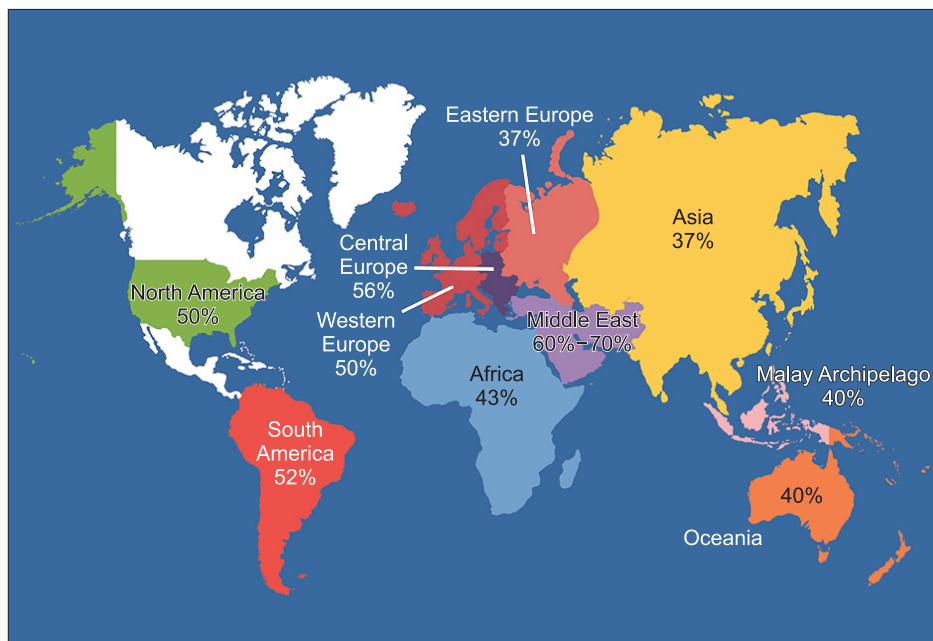 Eastern Europe
37%
Asia
37%
Central
Europe
56%
North America
50%
Western
Europe
50%
Middle East
60%–70%
Africa
43%
Malay Archipelago
40%
South
America
52%
40%
Oceania